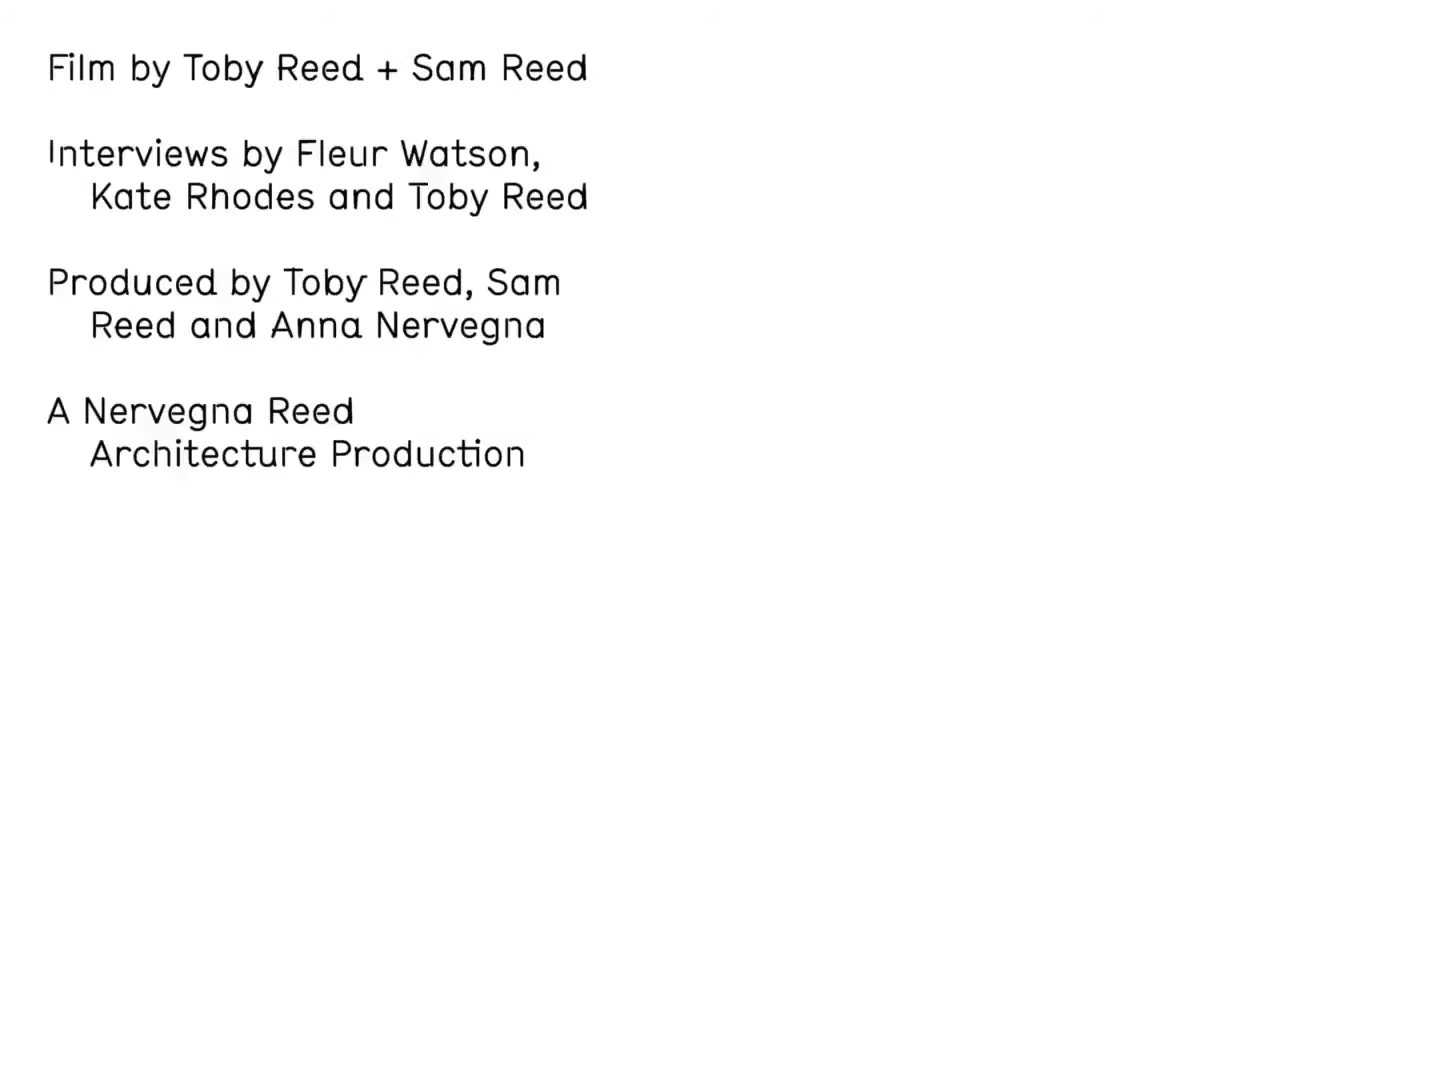 Film by Toby Reed + Sam Reed
Interviews by Fleur Watson,
Kate Rhodes and Toby Reed
Produced by Toby Reed, Sam
Reed and Anna Nervegna
A Nervegna Reed
Architecture Production